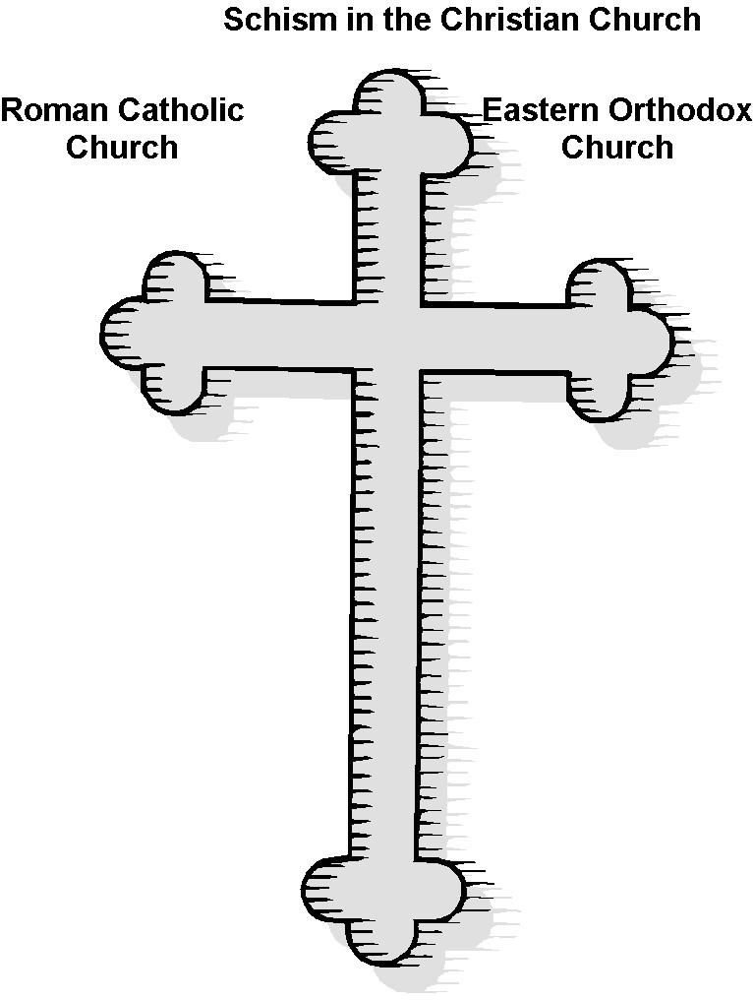 Schism in the Christian Church
Roman Catholic
Church
Eastern Orthodox
Church